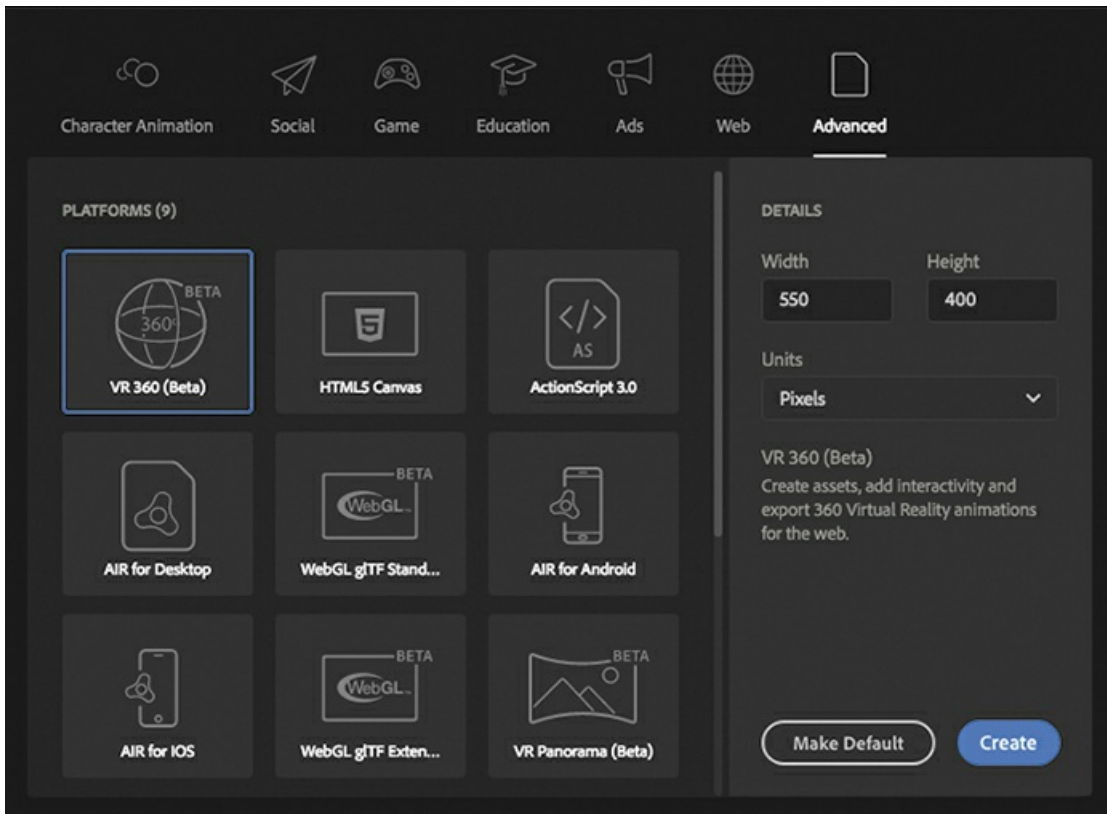 Character Animation
Social
Game
Education
Ads
Web
Advanced
PLATFORMS (9)
BETA
360°
VR 360 (Beta)
5
HTML5 Canvas
</>
AS
ActionScript 3.0
AIR for Desktop
BETA
WebGL™
WebGL glTF Stand...
AIR for Android
AIR for IOS
BETA
WebGL™
WebGL glTF Exten...
BETA
VR Panorama (Beta)
DETAILS
Width
Height
550
400
Units
Pixels
VR 360 (Beta)
Create assets, add interactivity and
export 360 Virtual Reality animations
for the web.
Make Default
Create